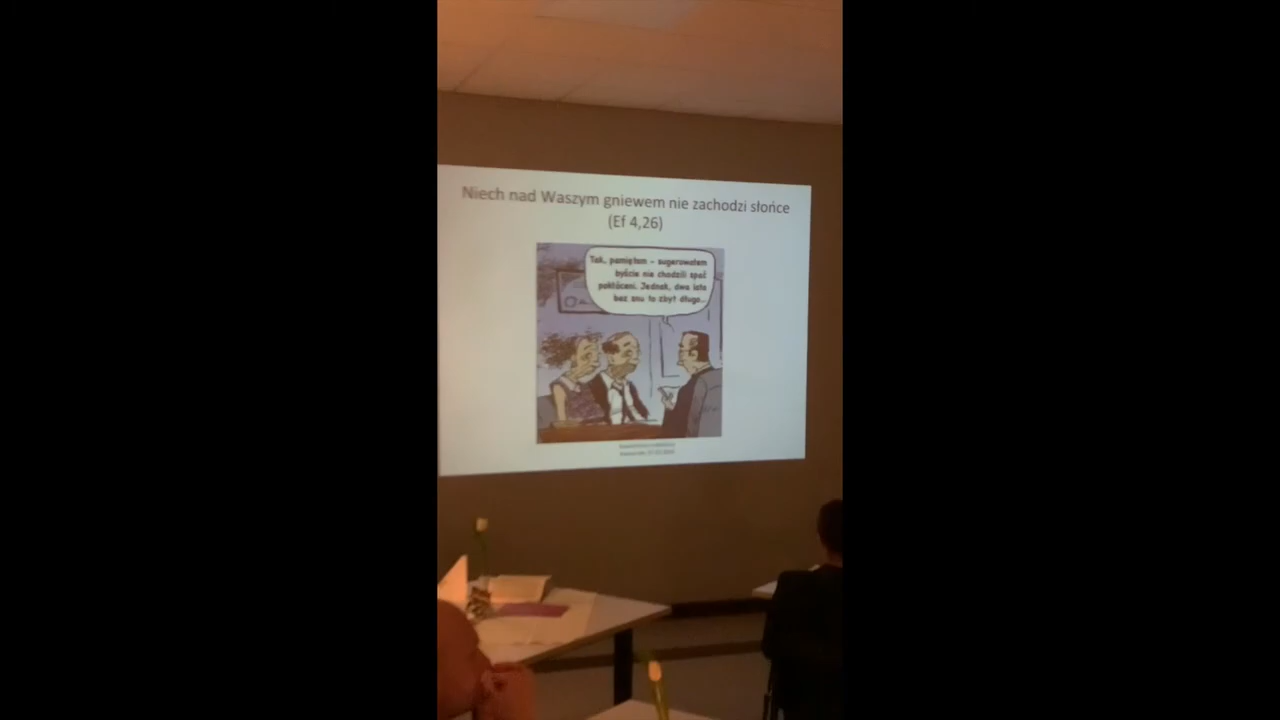 Niech nad Waszym gniewem nie zachodzi słońce
(Ef 4,26)
Tak, pamiętam - sugerowałem
byście nie chodzili spać
pokłóceni. Jednak, dwa lata
bez snu to zbyt długo...